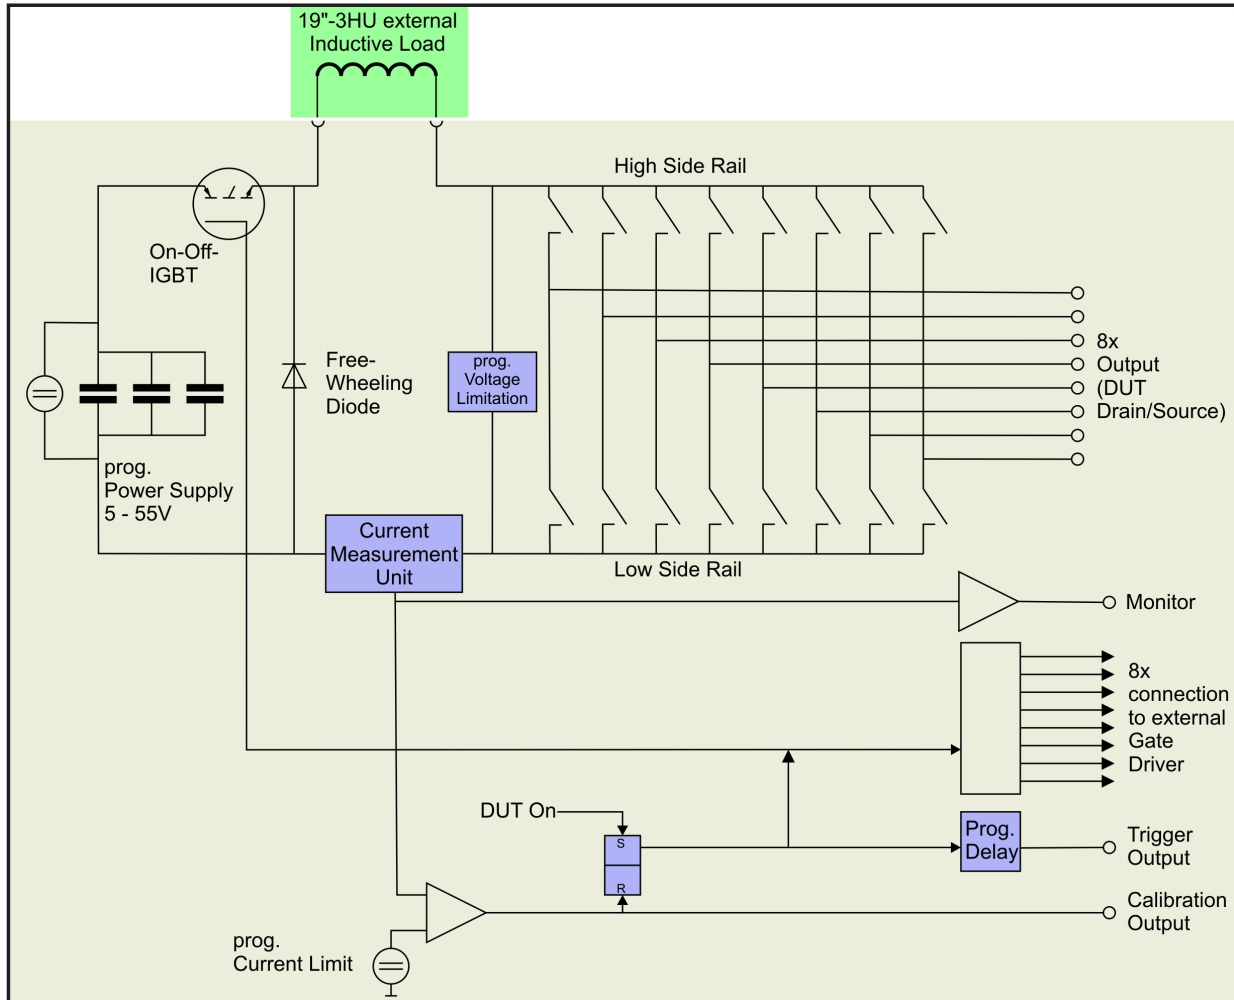 19"-3HU external
Inductive Load
High Side Rail
On-Off-
IGBT
Free-
Wheeling
Diode
prog.
Voltage
Limitation
8x
Output
(DUT
Drain/Source)
prog.
Power Supply
5 - 55V
Current
Measurement
Unit
Low Side Rail
Monitor
8x
connection
to external
Gate
Driver
DUT On
S
R
Prog.
Delay
Trigger
Output
Calibration
Output
prog.
Current Limit